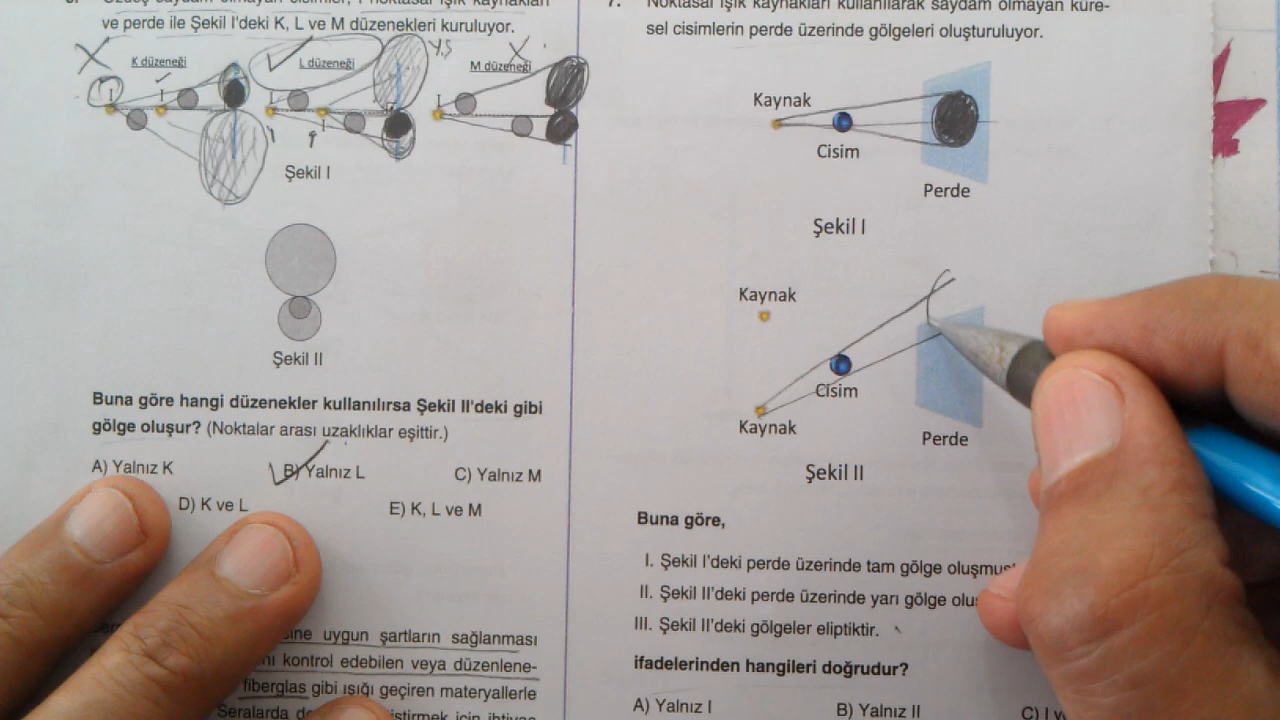 ve perde ile Şekil I'deki K, L ve M düzenekleri kuruluyor.
K düzeneği
L düzeneği
Y.S
M düzeneği
Şekil I
Şekil II
Buna göre hangi düzenekler kullanılırsa Şekil II'deki gibi
gölge oluşur? (Noktalar arası uzaklıklar eşittir.)
A) Yalnız K
B) Yalnız L
C) Yalnız M
D) K ve L
E) K, L ve M
sine uygun şartların sağlanması
kontrol edebilen veya düzenlene-
fiberglas gibi ışığı geçiren materyallerle
Seralarda
için
7. Noktasal ışık kaynakları kullanılarak saydam olmayan küre-
sel cisimlerin perde üzerinde gölgeleri oluşturuluyor.
Kaynak
Cisim
Perde
Şekil I
Kaynak
Cisim
Kaynak
Perde
Şekil II
Buna göre,
I. Şekil I'deki perde üzerinde tam gölge
II. Şekil II'deki perde üzerinde yarı gölge
III. Şekil II'deki gölgeler eliptiktir.
ifadelerinden hangileri doğrudur?
A) Yalnız I
B) Yalnız II
C) I